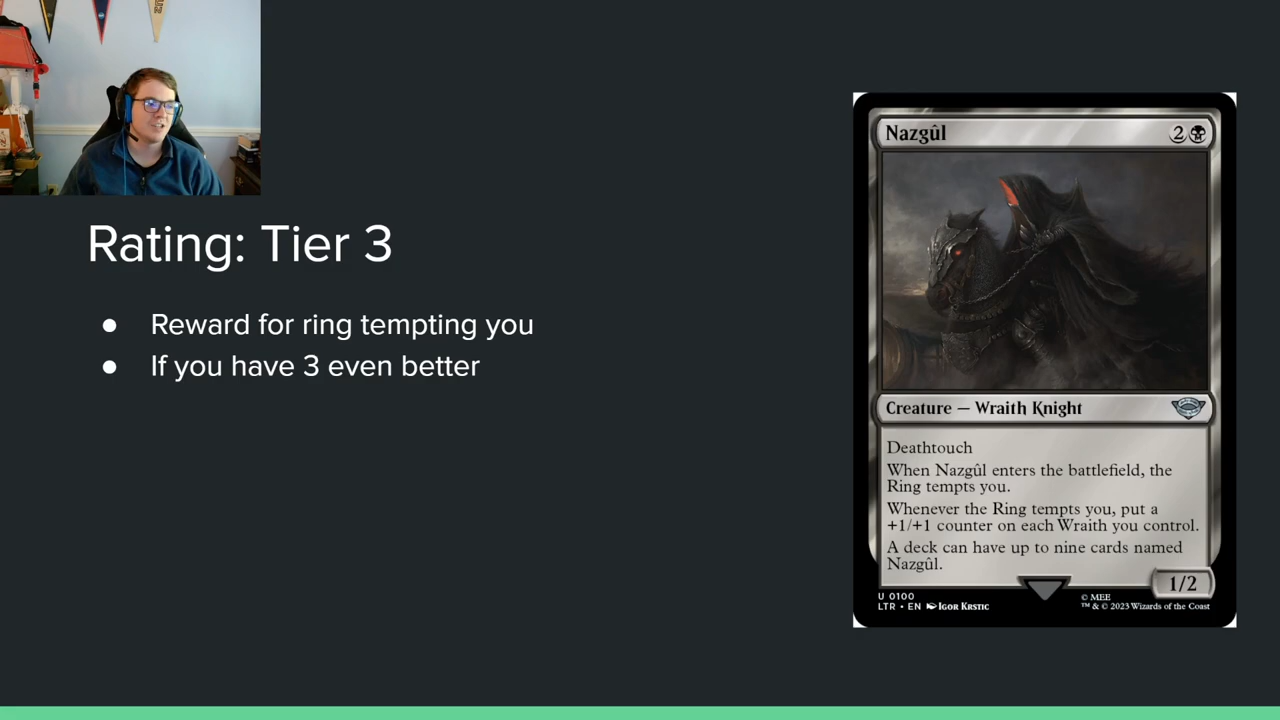 Rating: Tier 3
● Reward for ring tempting you
● If you have 3 even better
Nazgûl
2
Creature — Wraith Knight
Deathtouch
When Nazgûl enters the battlefield, the
Ring tempts you.
Whenever the Ring tempts you, put a
+1/+1 counter on each Wraith you control.
A deck can have up to nine cards named
Nazgûl.
1/2
U 0100
LTR • EN Igor Krstic
© MEE
™ & © 2023 Wizards of the Coast